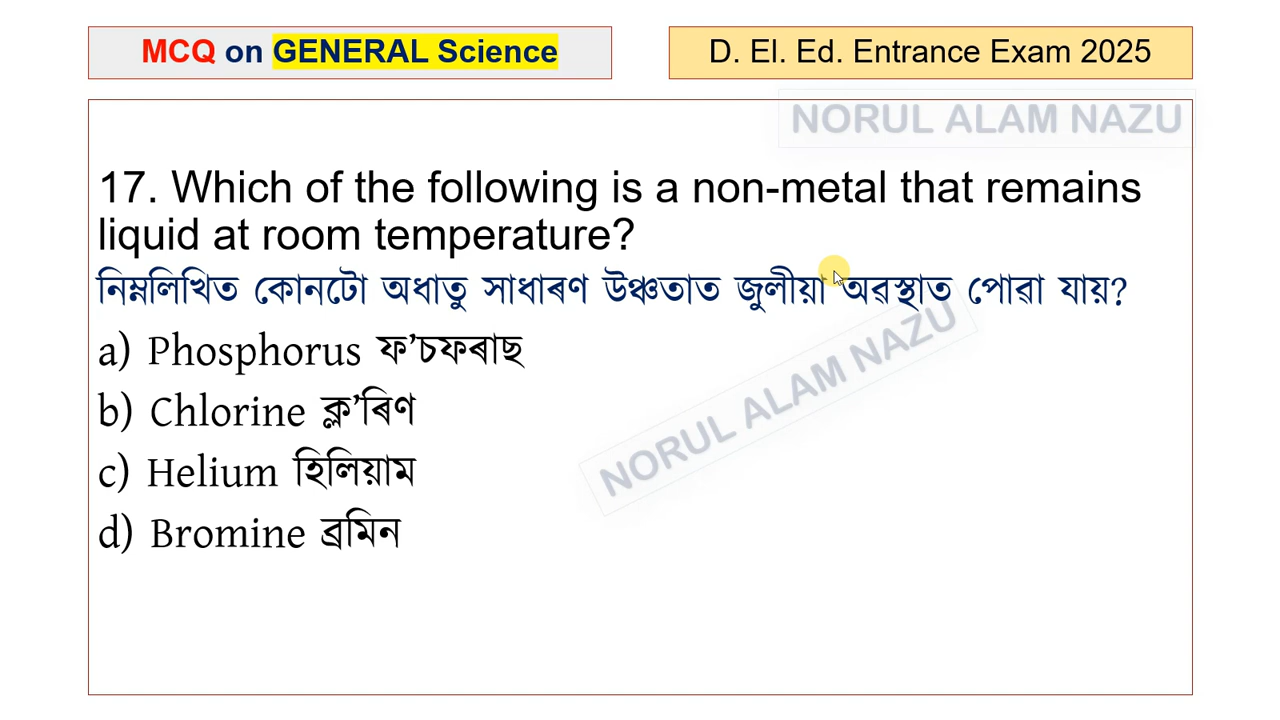 MCQ on GENERAL Science
D. El. Ed. Entrance Exam 2025
NORUL ALAM NAZU
17. Which of the following is a non-metal that remains
liquid at room temperature?
নিম্নলিখিত কোনটো অধাতু সাধাৰণ উঞ্চতাত জুলীয়া অৱস্থাত পোৱা যায়?
a) Phosphorus ফ’চফৰাছ
b) Chlorine ক্ল’ৰিণ
c) Helium হিলিয়াম
d) Bromine ব্ৰমিন
NORUL ALAM NAZU